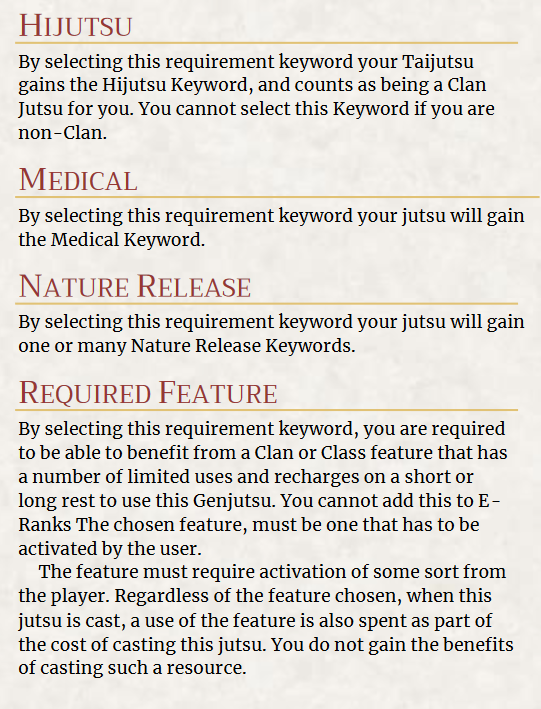 HIJUTSU
By selecting this requirement keyword your Taijutsu
gains the Hijutsu Keyword, and counts as being a Clan
Jutsu for you. You cannot select this Keyword if you are
non-Clan.
MEDICAL
By selecting this requirement keyword your jutsu will gain
the Medical Keyword.
NATURE RELEASE
By selecting this requirement keyword your jutsu will gain
one or many Nature Release Keywords.
REQUIRED FEATURE
By selecting this requirement keyword, you are required
to be able to benefit from a Clan or Class feature that has
a number of limited uses and recharges on a short or
long rest to use this Genjutsu. You cannot add this to E-
Ranks The chosen feature, must be one that has to be
activated by the user.
The feature must require activation of some sort from
the player. Regardless of the feature chosen, when this
jutsu is cast, a use of the feature is also spent as part of
the cost of casting this jutsu. You do not gain the benefits
of casting such a resource.